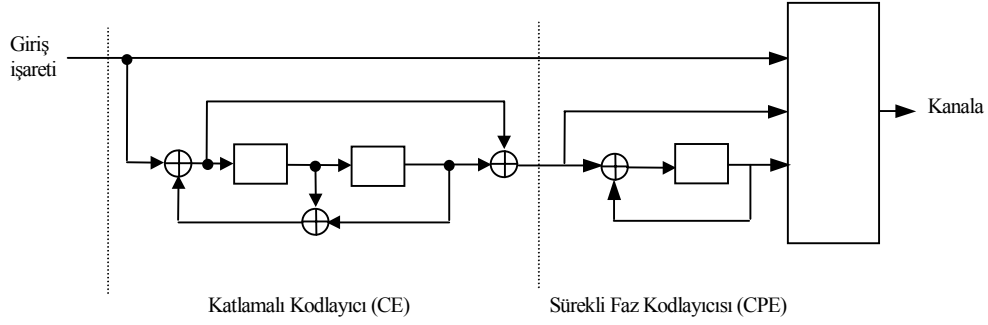 Giriş
işareti
Kanala
Katlamalı Kodlayıcı (CE)
Sürekli Faz Kodlayıcısı (CPE)